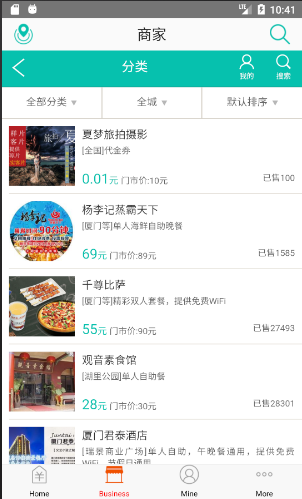 10:41
商家
分类
我的
搜索
全部分类
全城
默认排序
夏梦旅拍摄影
[全国]代金券
0.01元 门市价:10元
已售100
杨李记蒸霸天下
[厦门等]单人海鲜自助晚餐
69元 门市价:89元
已售1585
千尊比萨
[厦门等]精彩双人套餐，提供免费WiFi
55元 门市价:90元
已售27493
观音素食馆
[湖里公园]单人自助餐
28元 门市价:30元
已售28301
厦门君泰酒店
[瑞景商业广场]单人自助，午晚餐通用，提供免费
WiFi，节假日通用
Home
Business
Mine
More